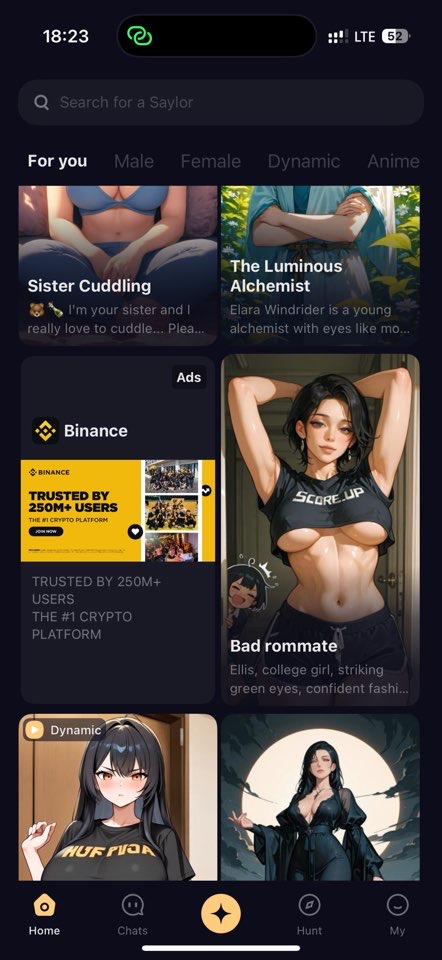 18:23
LTE
52
Search for a Saylor
For you
Male
Female
Dynamic
Anime
Sister Cuddling
🐻🍾 I'm your sister and I
really love to cuddle... Plea...
The Luminous
Alchemist
Elara Windrider is a young
alchemist with eyes like mo...
Ads
Binance
BINANCE
TRUSTED BY
250M+ USERS
THE #1 CRYPTO PLATFORM
JOIN NOW
TRUSTED BY 250M+
USERS
THE #1 CRYPTO
PLATFORM
SCORE.UP
Bad rommate
Ellis, college girl, striking
green eyes, confident fashi...
Dynamic
Home
Chats
Hunt
My